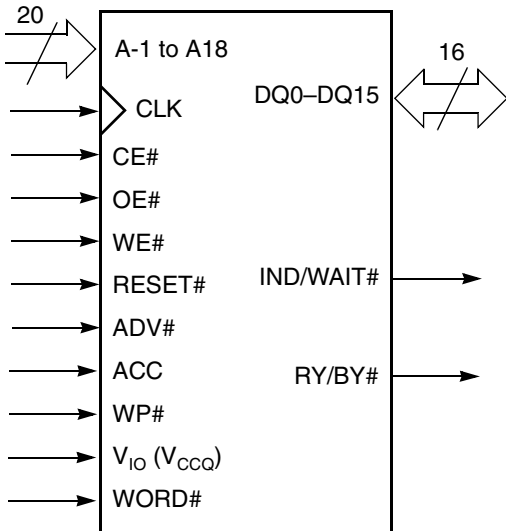 20
A-1 to A18
16
DQ0–DQ15
CLK
CE#
OE#
WE#
RESET#
IND/WAIT#
ADV#
ACC
RY/BY#
WP#
VIO (VCCQ)
WORD#